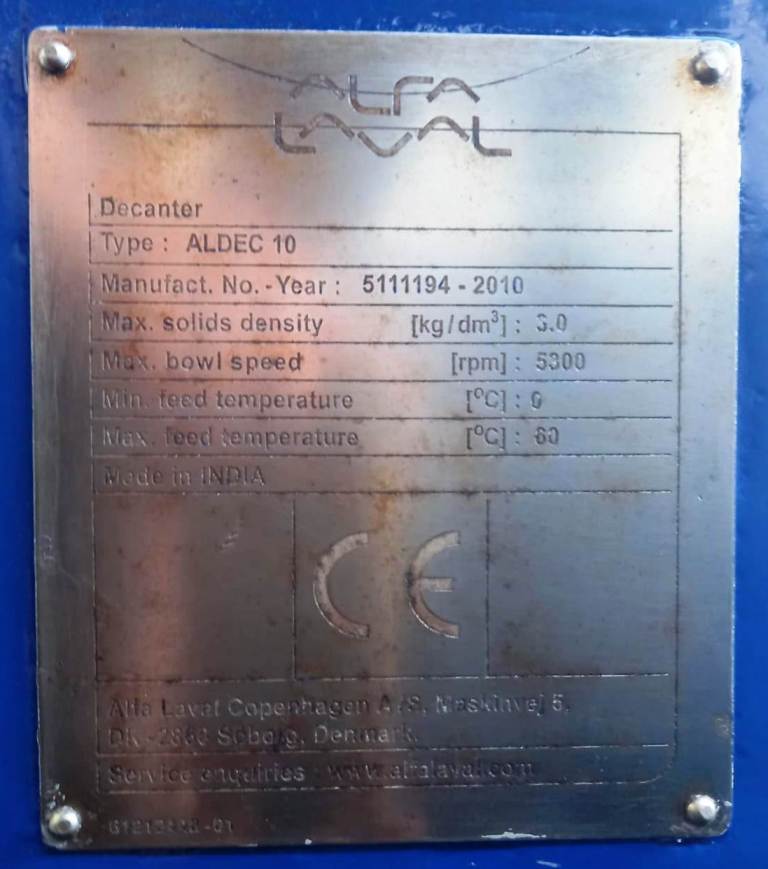 ALFA
LAVAL
Decanter
Type : ALDEC 10
Manufact. No. - Year : 5111194 - 2010
Max. solids density [kg/dm³] : 3.0
Max. bowl speed [rpm] : 5300
Min. feed temperature [°C] : 0
Max. feed temperature [°C] : 60
Made in INDIA
CE
Alfa Laval Copenhagen A/S, Maskinvej 5,
DK - 2860 Søborg, Denmark.
Service enquiries : www.alfalaval.com